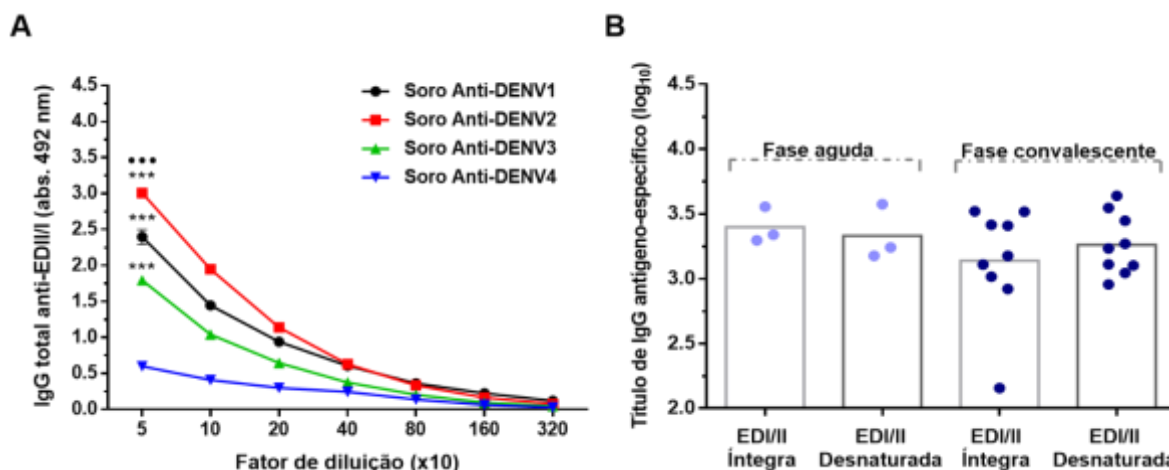 A
IgG total anti-EDII/I (abs. 492 nm)
4.5
4.0
3.5
3.0
2.5
2.0
1.5
1.0
0.5
0.0
•••
***
***
***
Soro Anti-DENV1
Soro Anti-DENV2
Soro Anti-DENV3
Soro Anti-DENV4
5 10 20 40 80 160 320
Fator de diluição (x10)
B
Título de IgG antígeno-específico (log₁₀)
4.5
4.0
3.5
3.0
2.5
2.0
Fase aguda
Fase convalescente
EDI/II EDI/II EDI/II EDI/II
Íntegra Desnaturada Íntegra Desnaturada